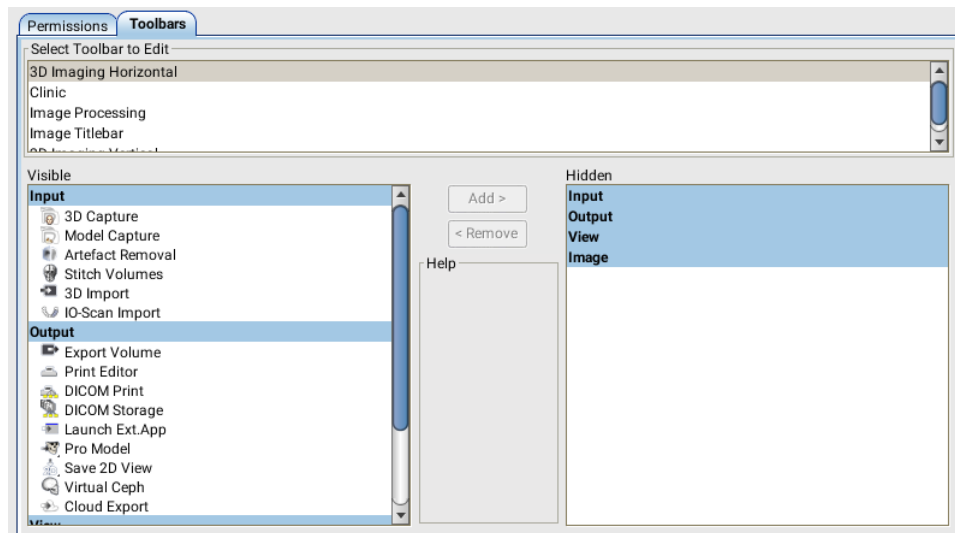 Permissions
Toolbars
Select Toolbar to Edit
3D Imaging Horizontal
Clinic
Image Processing
Image Titlebar
Visible
Input
3D Capture
Model Capture
Artefact Removal
Stitch Volumes
3D Import
IO-Scan Import
Output
Export Volume
Print Editor
DICOM Print
DICOM Storage
Launch Ext.App
Pro Model
Save 2D View
Virtual Ceph
Cloud Export
View
Add >
< Remove
Help
Hidden
Input
Output
View
Image